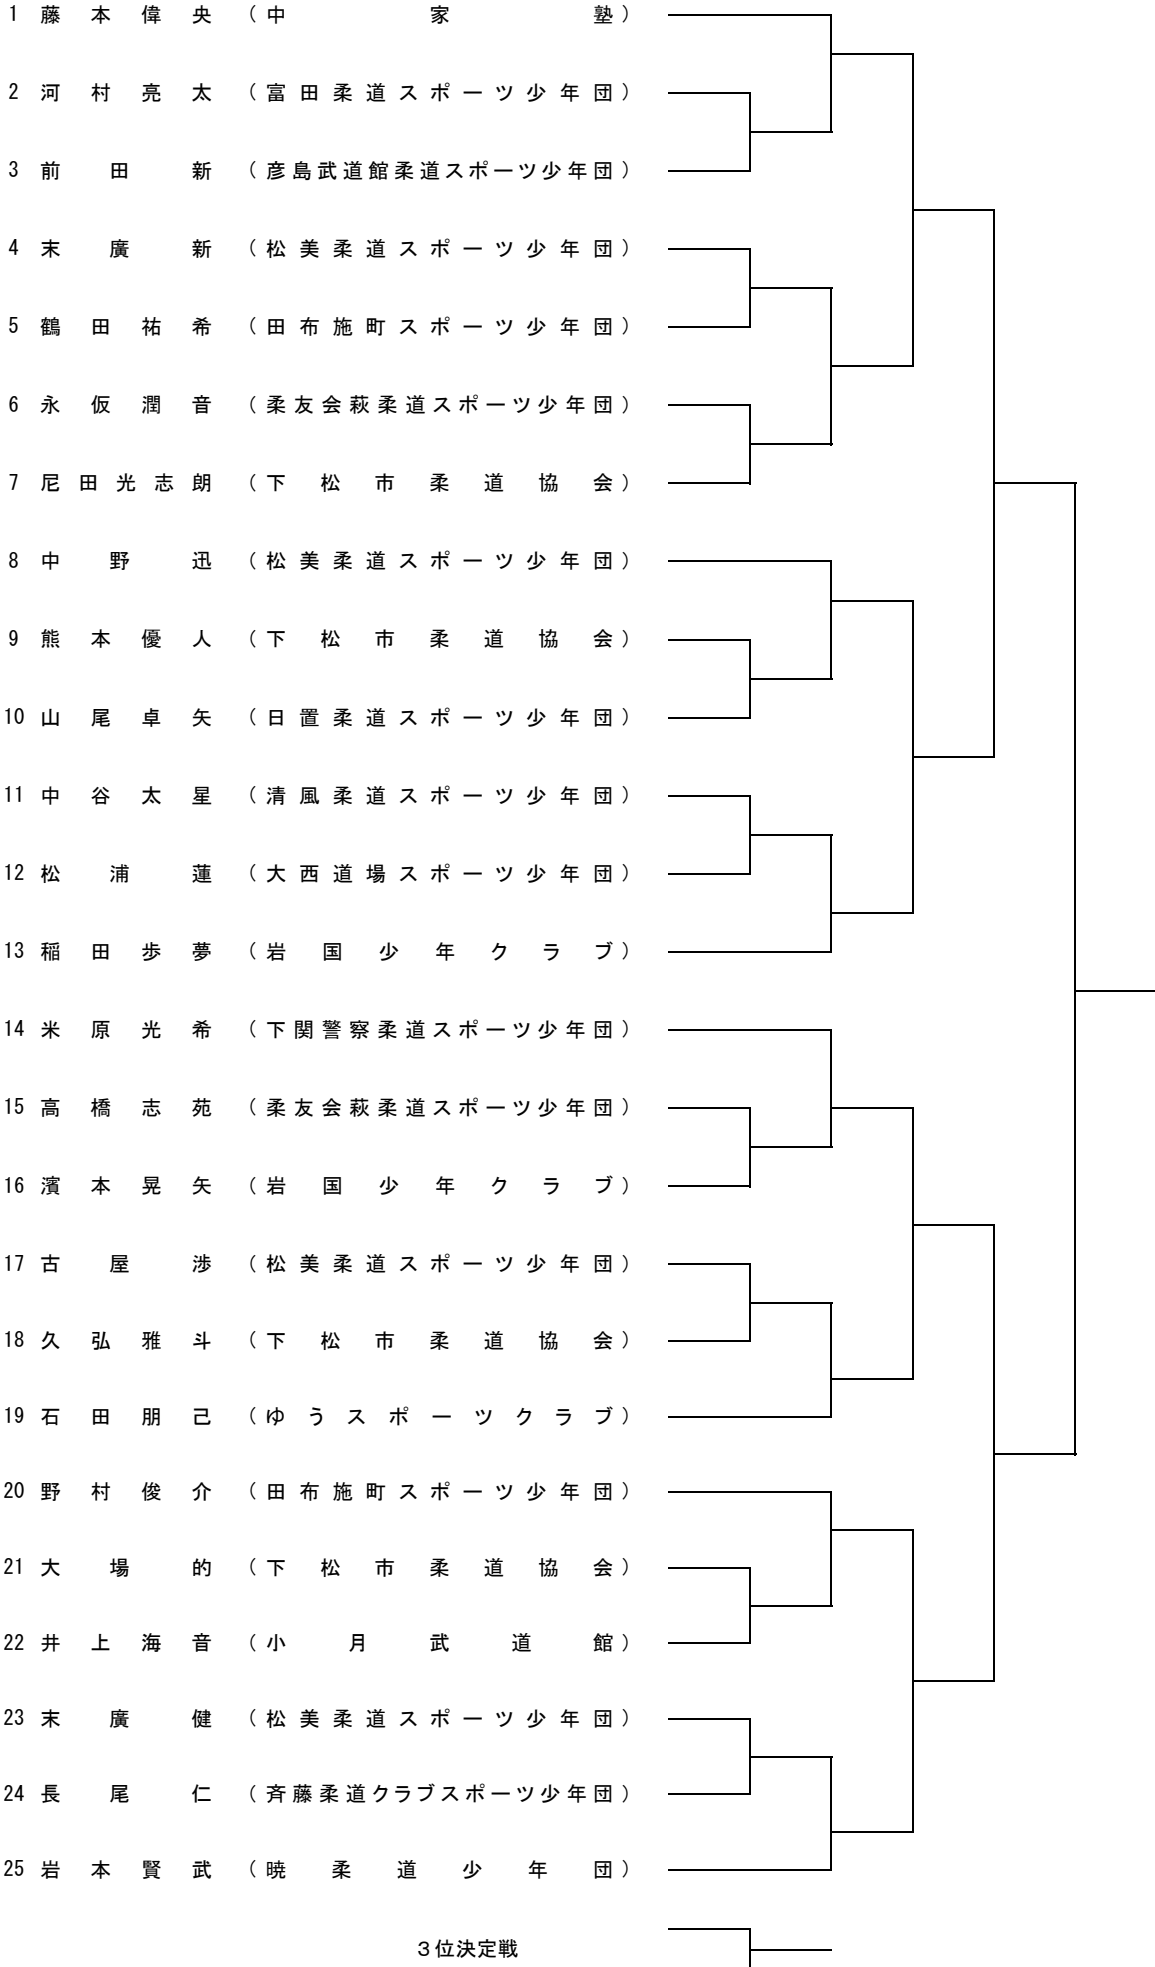 1 藤本偉央 （中家塾）
2 河村亮太 （富田柔道スポーツ少年団）
3 前田新 （彦島武道館柔道スポーツ少年団）
4 末廣新 （松美柔道スポーツ少年団）
5 鶴田祐希 （田布施町スポーツ少年団）
6 永仮潤音 （柔友会萩柔道スポーツ少年団）
7 尼田光志朗 （下松市柔道協会）
8 中野迅 （松美柔道スポーツ少年団）
9 熊本優人 （下松市柔道協会）
10 山尾卓矢 （日置柔道スポーツ少年団）
11 中谷太星 （清風柔道スポーツ少年団）
12 松浦蓮 （大西道場スポーツ少年団）
13 稲田歩夢 （岩国少年クラブ）
14 米原光希 （下関警察柔道スポーツ少年団）
15 高橋志苑 （柔友会萩柔道スポーツ少年団）
16 濱本晃矢 （岩国少年クラブ）
17 古屋渉 （松美柔道スポーツ少年団）
18 久弘雅斗 （下松市柔道協会）
19 石田朋己 （ゆうスポーツクラブ）
20 野村俊介 （田布施町スポーツ少年団）
21 大場的 （下松市柔道協会）
22 井上海音 （小月武道館）
23 末廣健 （松美柔道スポーツ少年団）
24 長尾仁 （斉藤柔道クラブスポーツ少年団）
25 岩本賢武 （暁柔道少年団）
３位決定戦